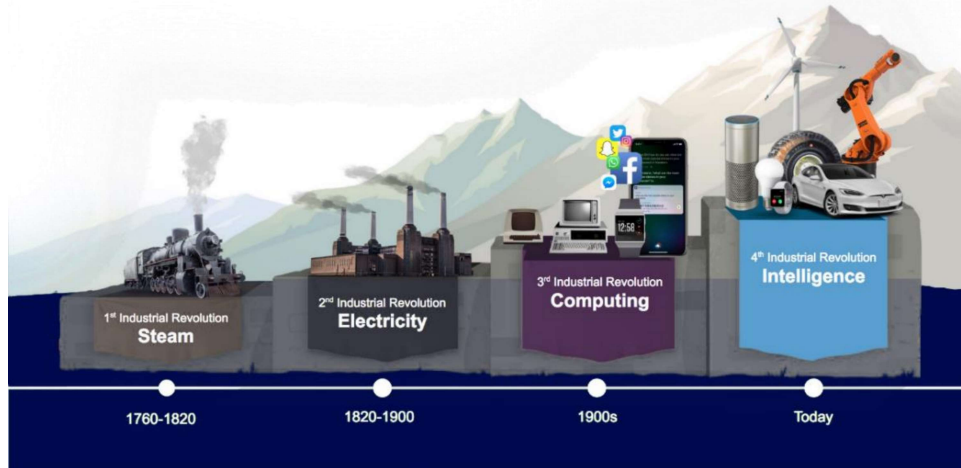 1st Industrial Revolution
Steam
2nd Industrial Revolution
Electricity
3rd Industrial Revolution
Computing
4th Industrial Revolution
Intelligence
12:58
1760-1820
1820-1900
1900s
Today